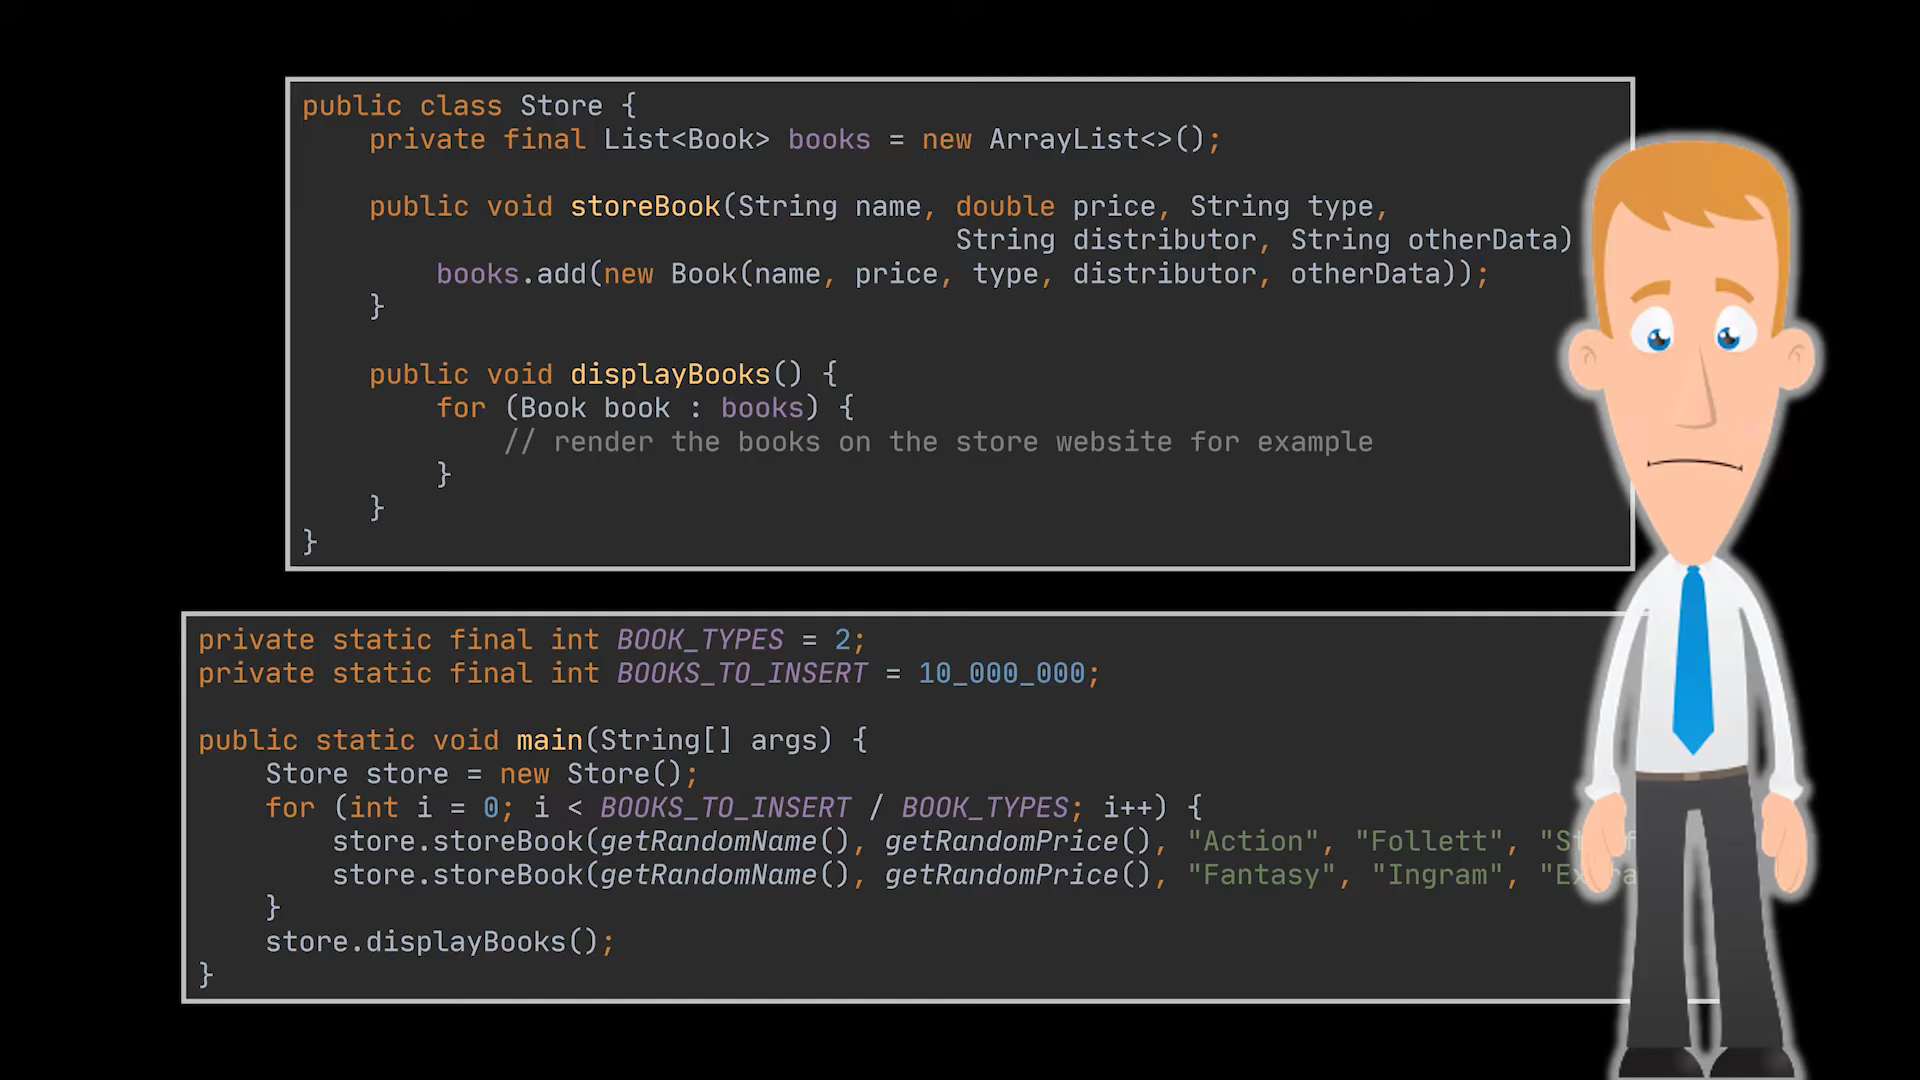 public class Store {
private final List<Book> books = new ArrayList<>();
public void storeBook(String name, double price, String type,
String distributor, String otherData)
books.add(new Book(name, price, type, distributor, otherData));
}
public void displayBooks() {
for (Book book : books) {
// render the books on the store website for example
}
}
}
private static final int BOOK_TYPES = 2;
private static final int BOOKS_TO_INSERT = 10_000_000;
public static void main(String[] args) {
Store store = new Store();
for (int i = 0; i < BOOKS_TO_INSERT / BOOK_TYPES; i++) {
store.storeBook(getRandomName(), getRandomPrice(), "Action", "Follett",
store.storeBook(getRandomName(), getRandomPrice(), "Fantasy", "Ingram",
}
store.displayBooks();
}